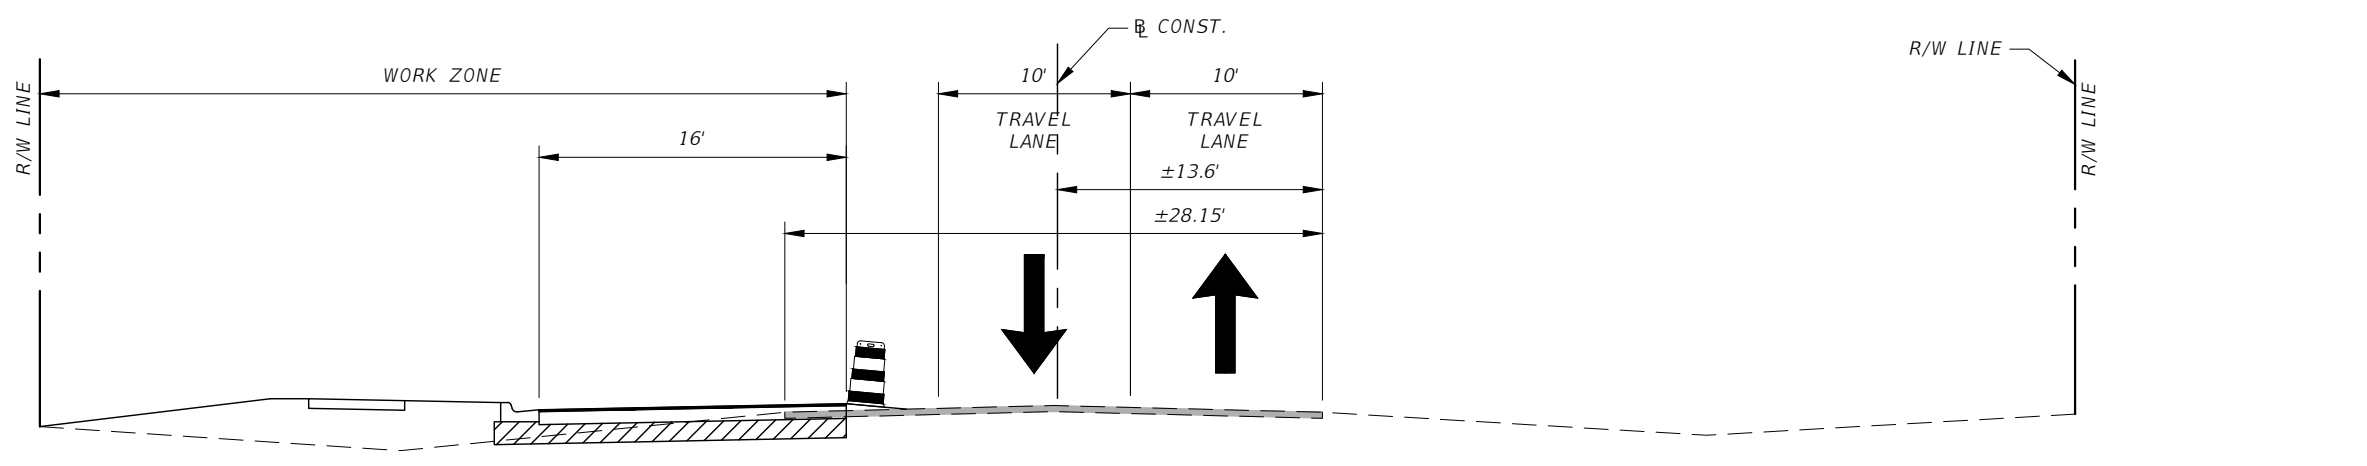 ℄ CONST.
R/W LINE
WORK ZONE
10'
10'
R/W LINE
R/W LINE
TRAVEL
LANE
TRAVEL
LANE
16'
±13.6'
±28.15'